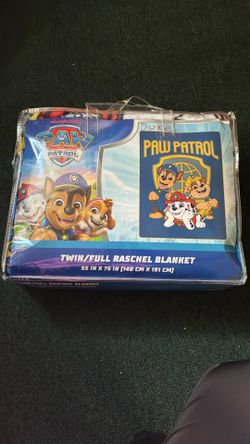 PAW
PATROL
PAW PATROL
TWIN/FULL RASCHEL BLANKET
55 IN X 75 IN [140 CM X 191 CM]